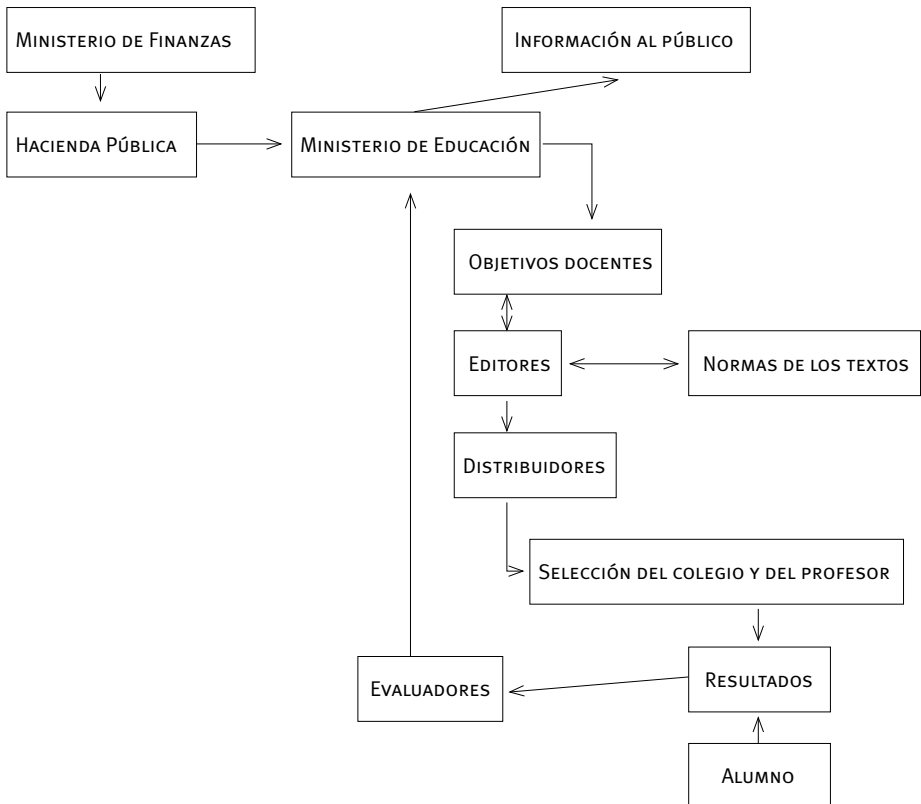 Ministerio de Finanzas
Información al público
Hacienda Pública
Ministerio de Educación
Objetivos docentes
Editores
Normas de los textos
Distribuidores
Selección del colegio y del profesor
Evaluadores
Resultados
Alumno